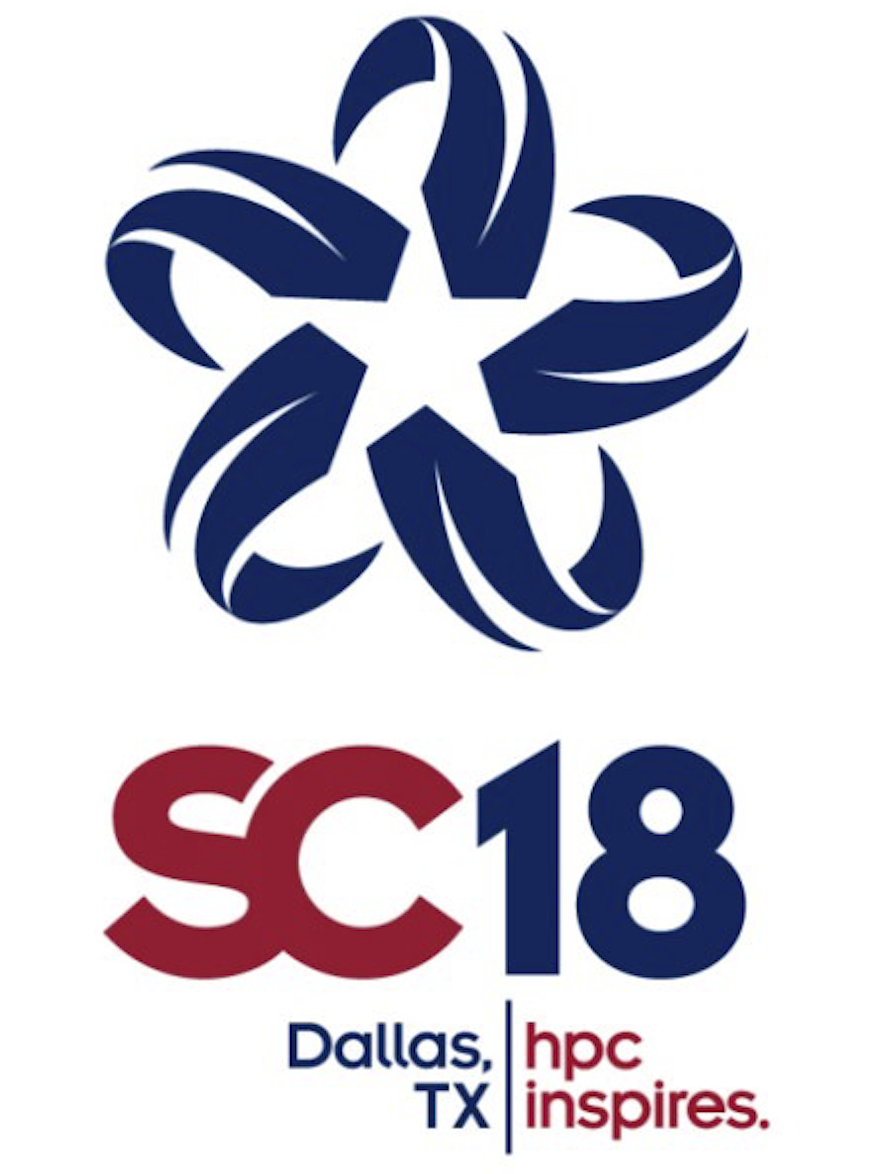 SC18
Dallas,
TX
hpc
inspires.